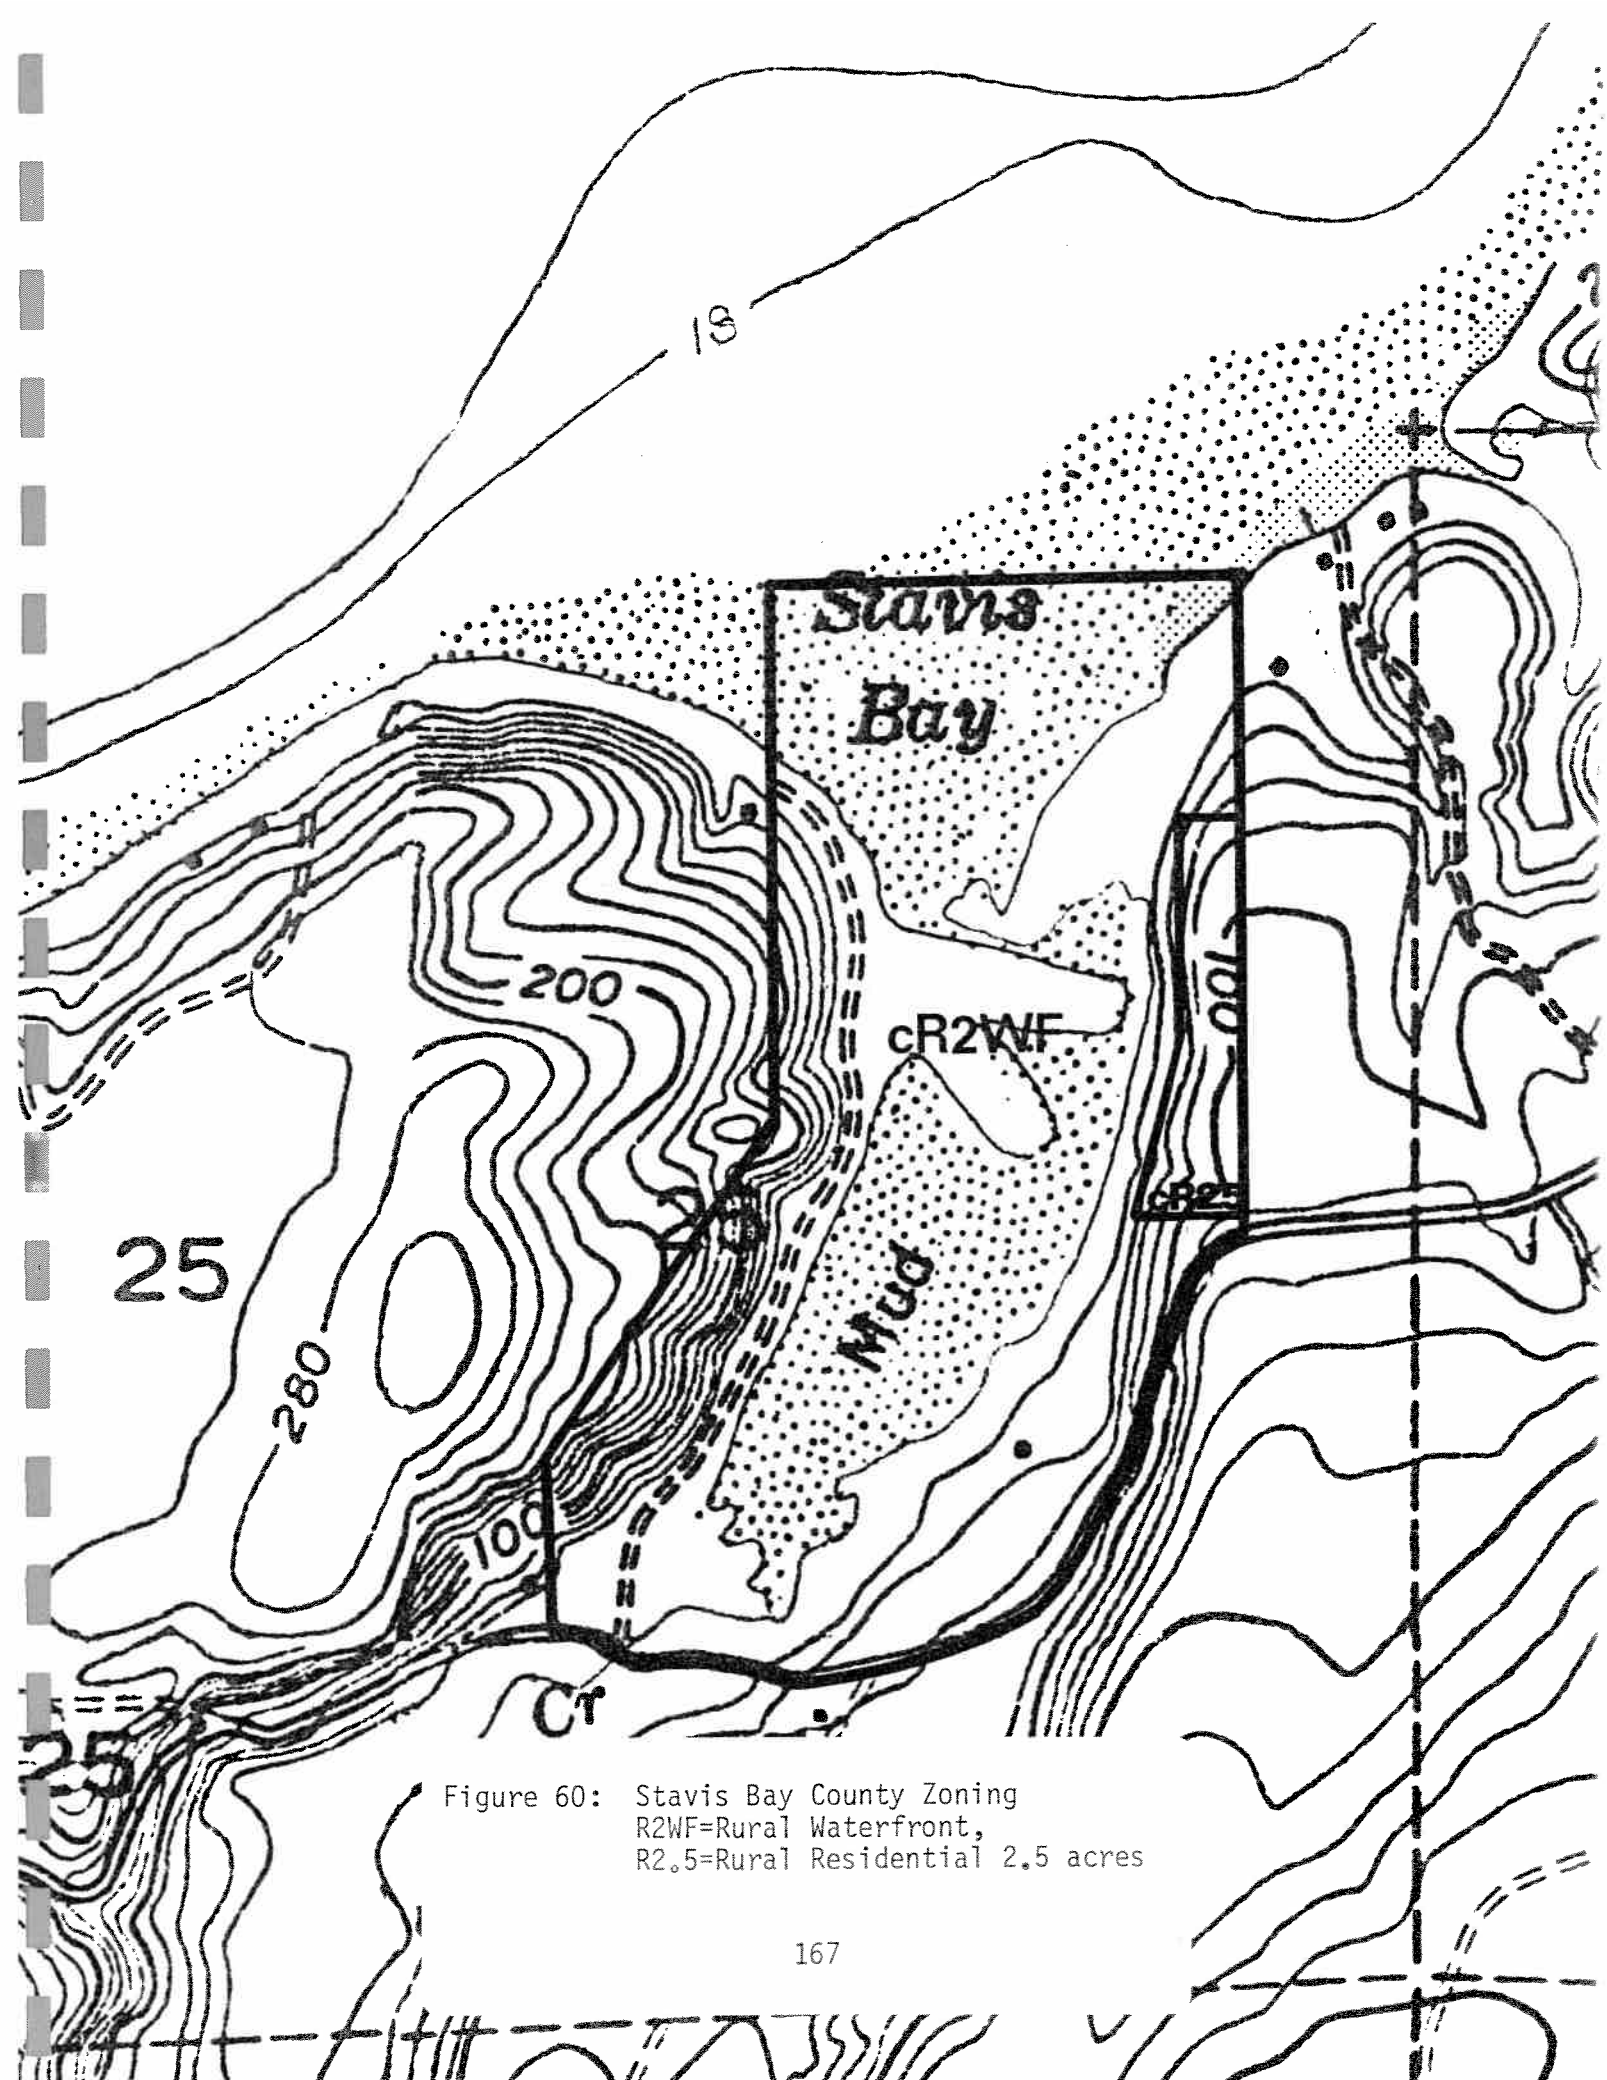 18
Stavis
Bay
200
100
cR2WF
25
Mud
280
100
Cr
25
Figure 60: Stavis Bay County Zoning
R2WF=Rural Waterfront,
R2.5=Rural Residential 2.5 acres
167